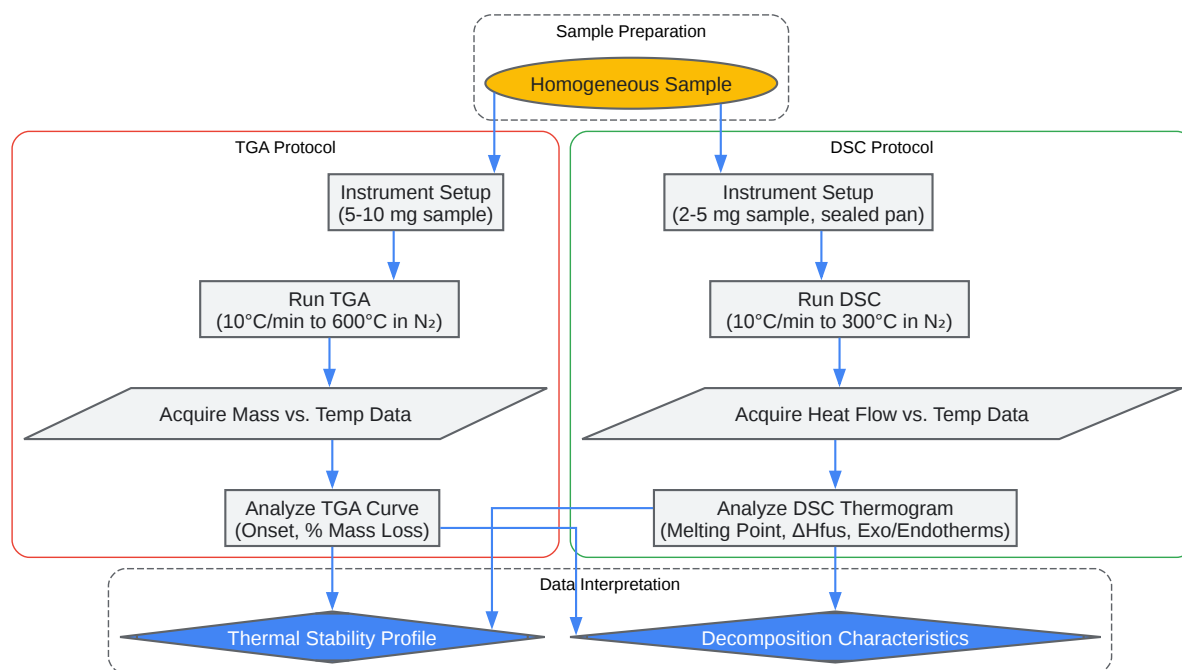 Sample Preparation
Homogeneous Sample
TGA Protocol
Instrument Setup
(5-10 mg sample)
Run TGA
(10°C/min to 600°C in N₂)
Acquire Mass vs. Temp Data
Analyze TGA Curve
(Onset, % Mass Loss)
DSC Protocol
Instrument Setup
(2-5 mg sample, sealed pan)
Run DSC
(10°C/min to 300°C in N₂)
Acquire Heat Flow vs. Temp Data
Analyze DSC Thermogram
(Melting Point, ΔHfus, Exo/Endotherms)
Data Interpretation
Thermal Stability Profile
Decomposition Characteristics